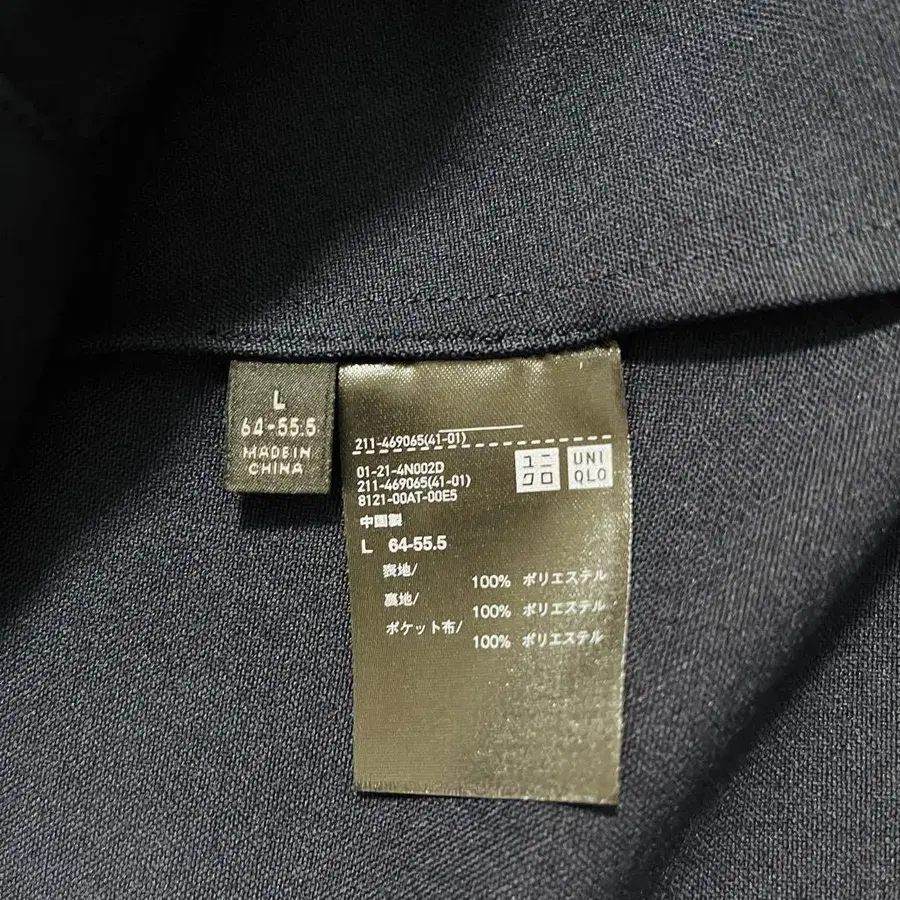 L
64-55.5
MADE IN
CHINA
211-469065(41-01)
01-21-4N002D
211-469065(41-01)
8121-00AT-00E5
ユニ
クロ
UNI
QLO
中国製
L 64-55.5
表地/ 100% ポリエステル
裏地/ 100% ポリエステル
ポケット布/ 100% ポリエステル